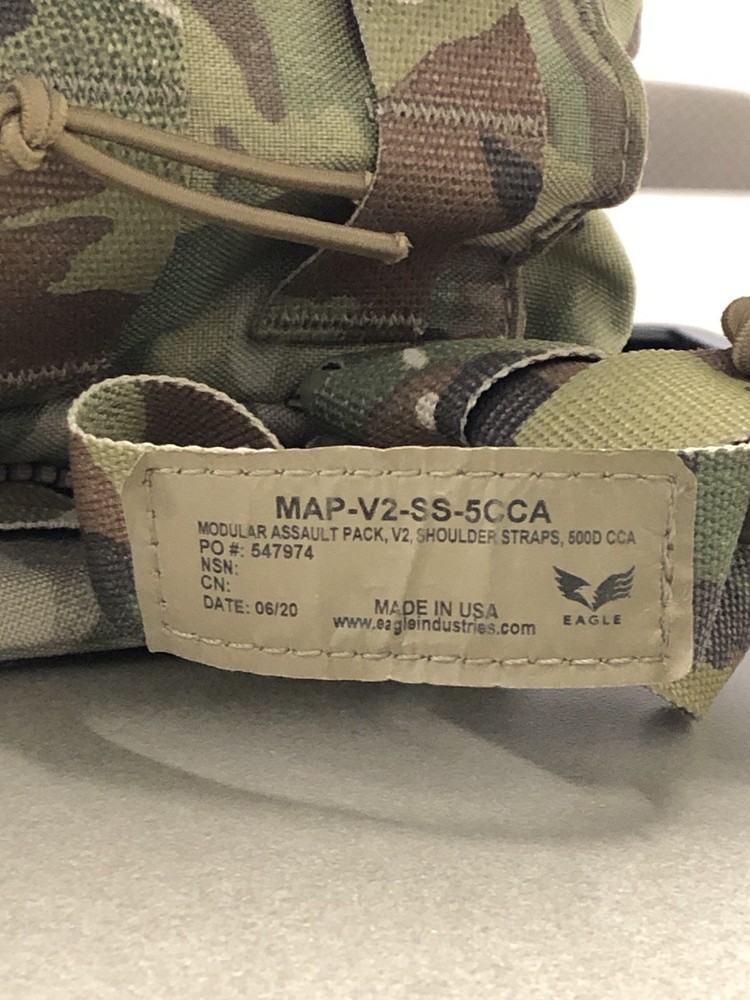 MAP-V2-SS-5CCA
MODULAR ASSAULT PACK, V2, SHOULDER STRAPS, 500D CCA
PO #: 547974
NSN:
CN:
DATE: 06/20
MADE IN USA
www.eagleindustries.com
EAGLE